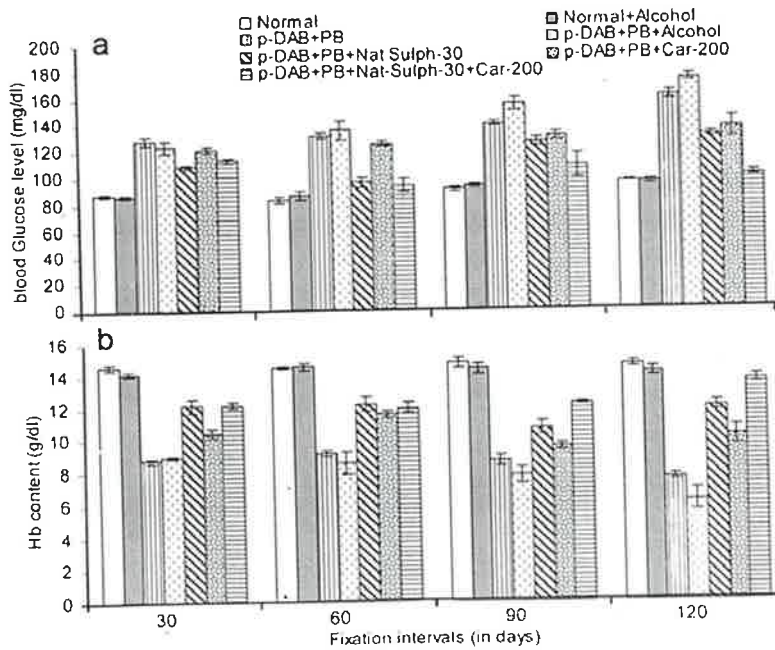 Normal
Normal+Alcohol
p-DAB+PB
p-DAB+PB+Alcohol
p-DAB+PB+Nat Sulph-30
p-DAB+PB+Car-200
p-DAB+PB+Nat-Sulph-30+Car-200
a
200
180
160
140
120
100
80
60
40
20
0
blood Glucose level (mg/dl)
b
16
14
12
10
8
6
4
2
0
Hb content (g/dl)
30
60
90
120
Fixation intervals (in days)